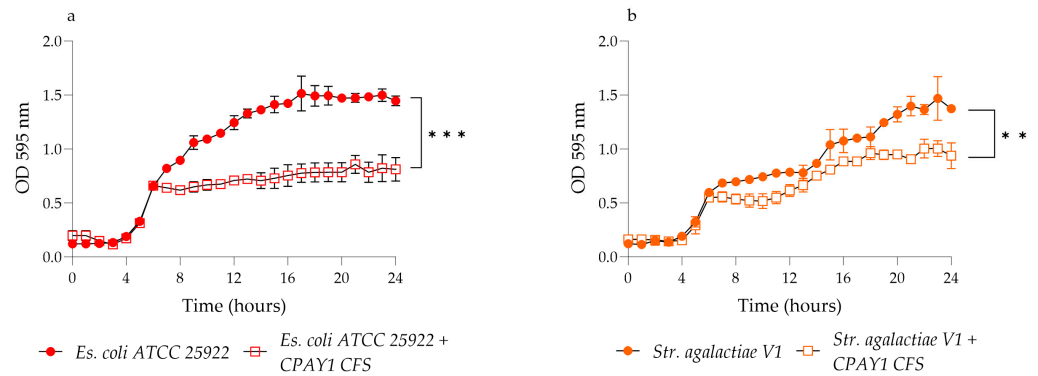 a
2.0
1.5
1.0
0.5
0.0
OD 595 nm
0 4 8 12 16 20 24
Time (hours)
* * *
Es. coli ATCC 25922
Es. coli ATCC 25922 +
CPAY1 CFS
b
2.0
1.5
1.0
0.5
0.0
OD 595 nm
0 4 8 12 16 20 24
Time (hours)
* *
Str. agalactiae V1
Str. agalactiae V1 +
CPAY1 CFS